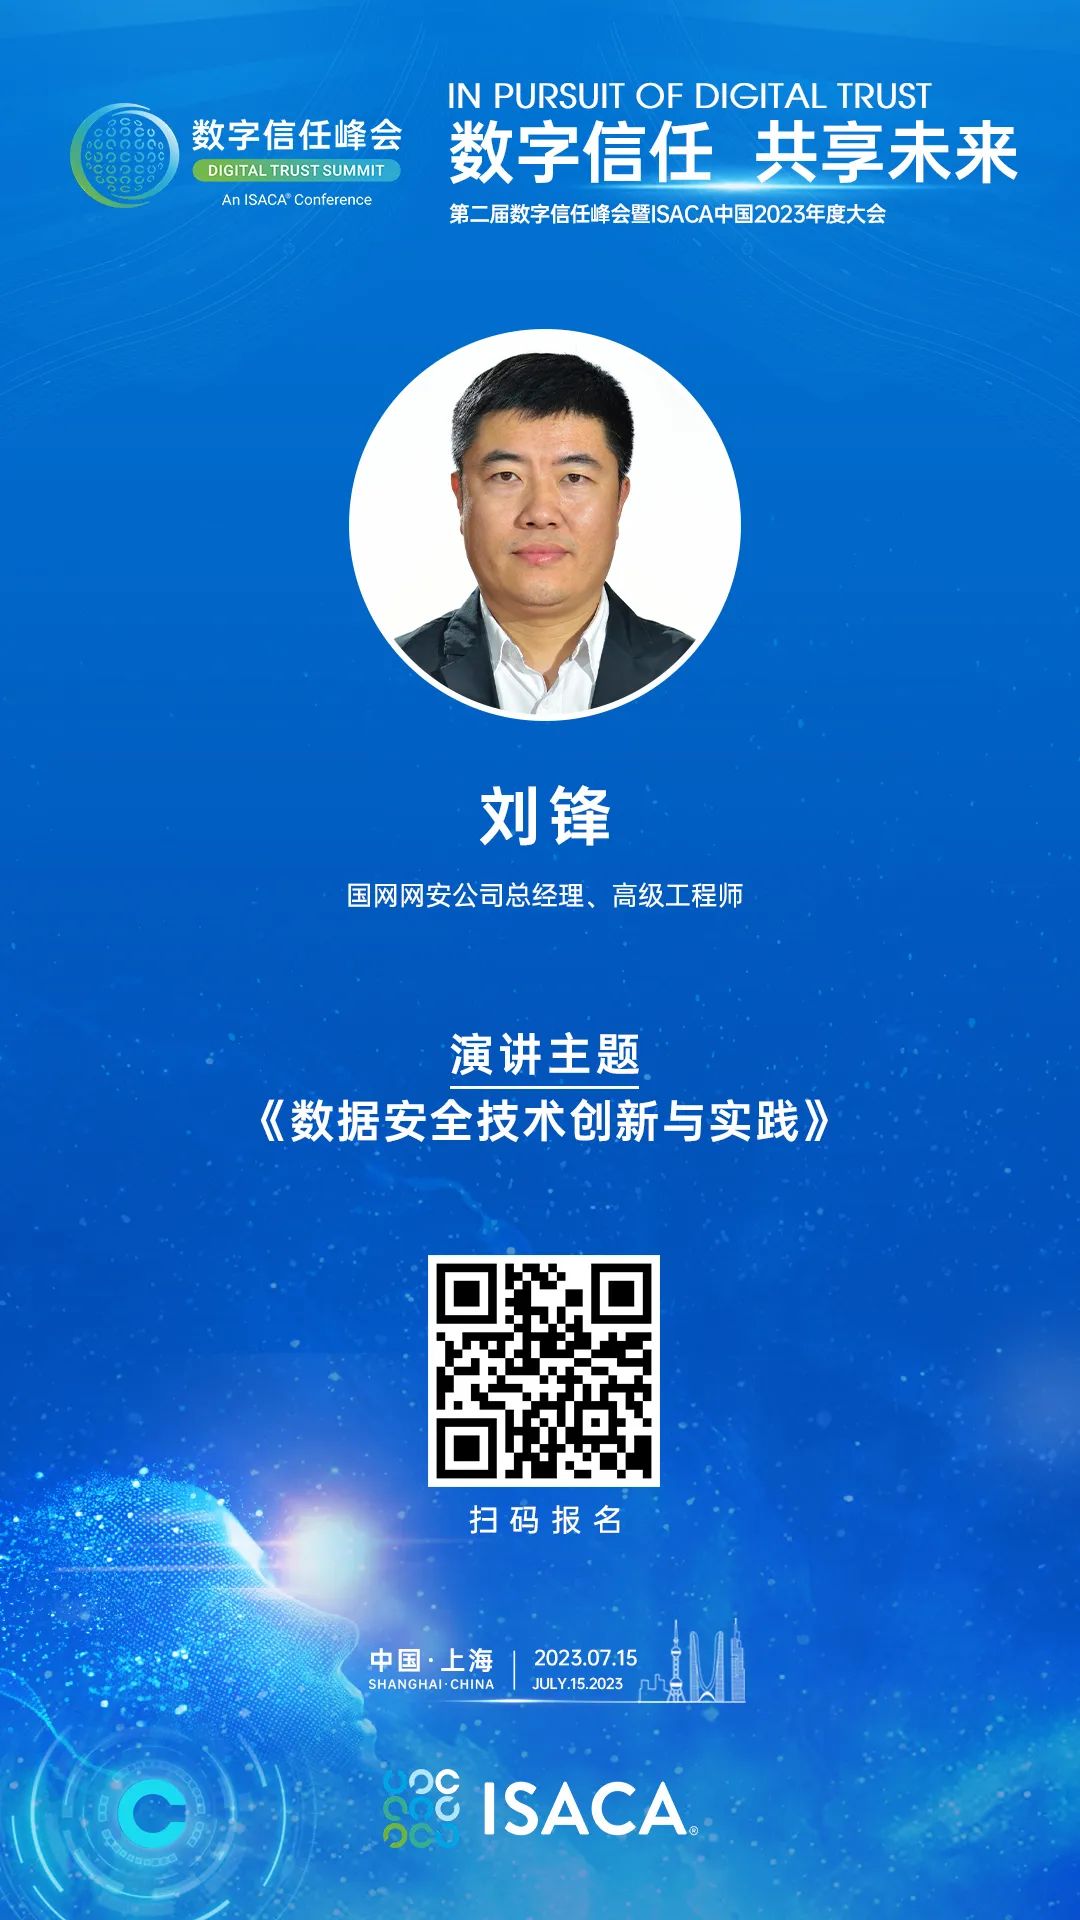 数字信任峰会
DIGITAL TRUST SUMMIT
An ISACA® Conference
IN PURSUIT OF DIGITAL TRUST
数字信任 共享未来
第二届数字信任峰会暨ISACA中国2023年度大会
刘锋
国网网安公司总经理、高级工程师
演讲主题
《数据安全技术创新与实践》
扫码报名
中国·上海
SHANGHAI·CHINA
2023.07.15
JULY.15.2023
ISACA®